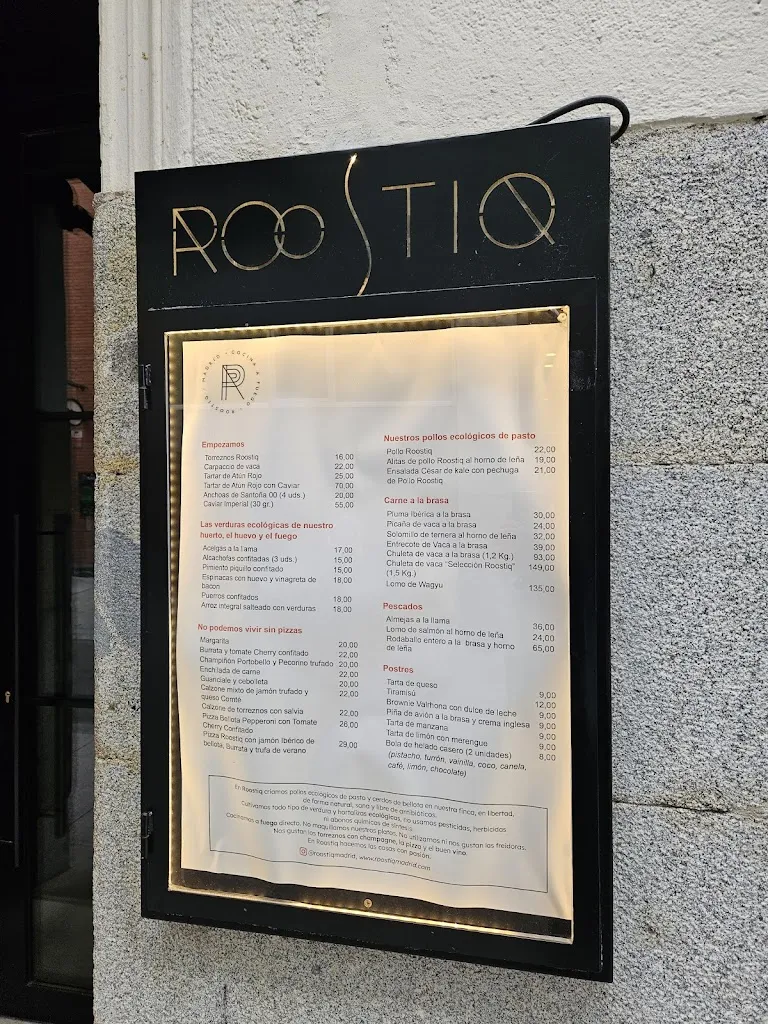 ROOSTIQ
ROOSTIQ · MADRID · COCINA A FUEGO ·
Empezamos
Torreznos Roostiq 16,00
Carpaccio de vaca 22,00
Tartar de Atún Rojo 25,00
Tartar de Atún Rojo con Caviar 70,00
Anchoas de Santoña 00 (4 uds.) 20,00
Caviar Imperial (30 gr.) 55,00
Las verduras ecológicas de nuestro
huerto, el huevo y el fuego
Acelgas a la llama 17,00
Alcachofas confitadas (3 uds.) 15,00
Pimiento piquillo confitado 15,00
Espinacas con huevo y vinagreta de 18,00
bacon
Puerros confitados 18,00
Arroz integral salteado con verduras 18,00
No podemos vivir sin pizzas
Margarita 20,00
Burrata y tomate Cherry confitado 22,00
Champiñon Portobello y Pecorino trufado 20,00
Enchilada de carne 22,00
Guanciale y cebolleta 20,00
Calzone mixto de jamón trufado y 22,00
queso Comté
Calzone de torreznos con salvia 22,00
Pizza Bellota Pepperoni con Tomate 26,00
Cherry Confitado
Pizza Roostiq con jamón Ibérico de
bellota, Burrata y trufa de verano 29,00
Nuestros pollos ecológicos de pasto
Pollo Roostiq 22,00
Alitas de pollo Roostiq al horno de leña 19,00
Ensalada César de kale con pechuga 21,00
de Pollo Roostiq
Carne a la brasa
Pluma Ibérica a la brasa 30,00
Picaña de vaca a la brasa 24,00
Solomillo de ternera al horno de leña 32,00
Entrecote de Vaca a la brasa 39,00
Chuleta de vaca a la brasa (1,2 Kg.) 93,00
Chuleta de vaca "Selección Roostiq" 149,00
(1,5 Kg.)
Lomo de Wagyu 135,00
Pescados
Almejas a la llama 36,00
Lomo de salmón al horno de leña 24,00
Rodaballo entero a la brasa y horno 65,00
de leña
Postres
Tarta de queso 9,00
Tiramisú 12,00
Brownie Valrhona con dulce de leche 9,00
Piña de avión a la brasa y crema inglesa 9,00
Tarta de manzana 9,00
Tarta de limón con merengue 9,00
Bola de helado casero (2 unidades) 8,00
(pistacho, turrón, vainilla, coco, canela,
café, limón, chocolate)
En Roostiq criamos pollos ecológicos de pasto y cerdos de bellota en nuestra finca, en libertad,
de forma natural, sana y libre de antibióticos.
Cultivamos todo tipo de verdura y hortalizas ecológicas, no usamos pesticidas, herbicidas
ni abonos químicos de síntesis.
Cocinamos a fuego directo. No maquillamos nuestros platos. No utilizamos ni nos gustan las freidoras.
Nos gustan los torreznos con champagne, la pizza y el buen vino.
En Roostiq hacemos las cosas con pasión.
@roostiqmadrid, www.roostiqmadrid.com